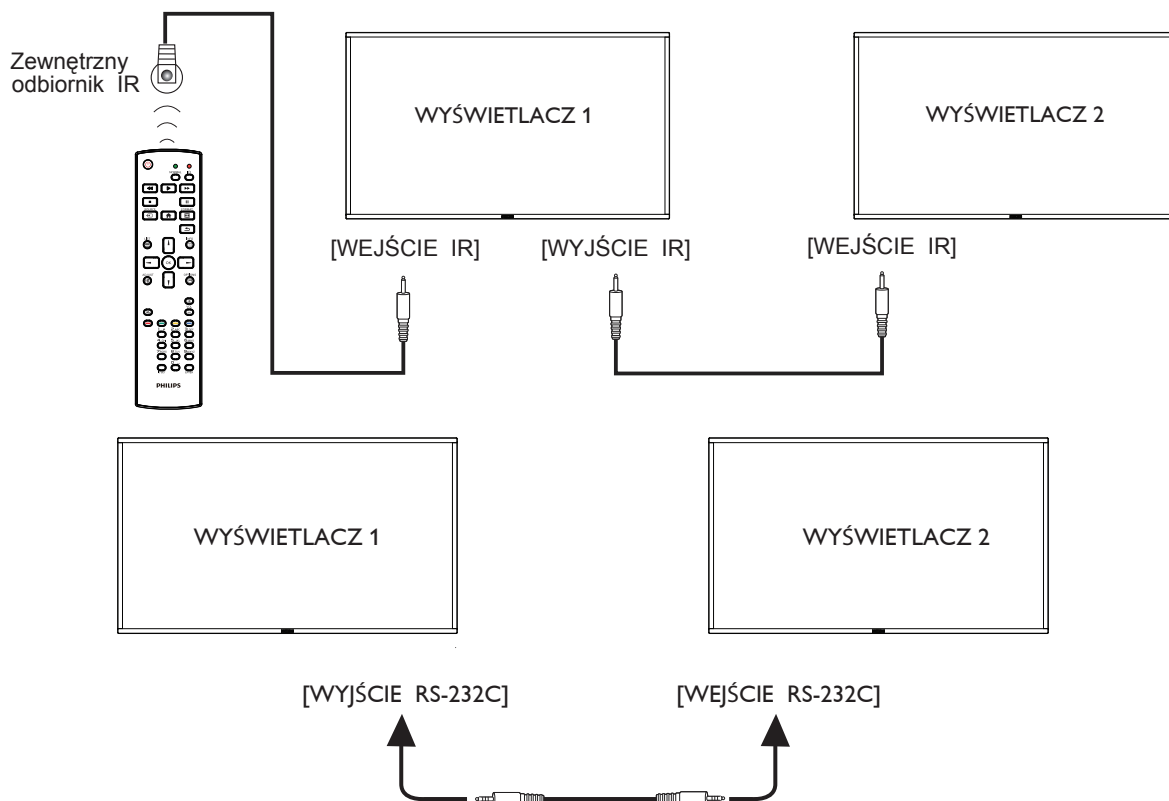 Zewnętrzny
odbiornik IR
WYŚWIETLACZ 1
WYŚWIETLACZ 2
[WEJŚCIE IR]
[WYJŚCIE IR]
[WEJŚCIE IR]
PHILIPS
WYŚWIETLACZ 1
WYŚWIETLACZ 2
[WYJŚCIE RS-232C]
[WEJŚCIE RS-232C]